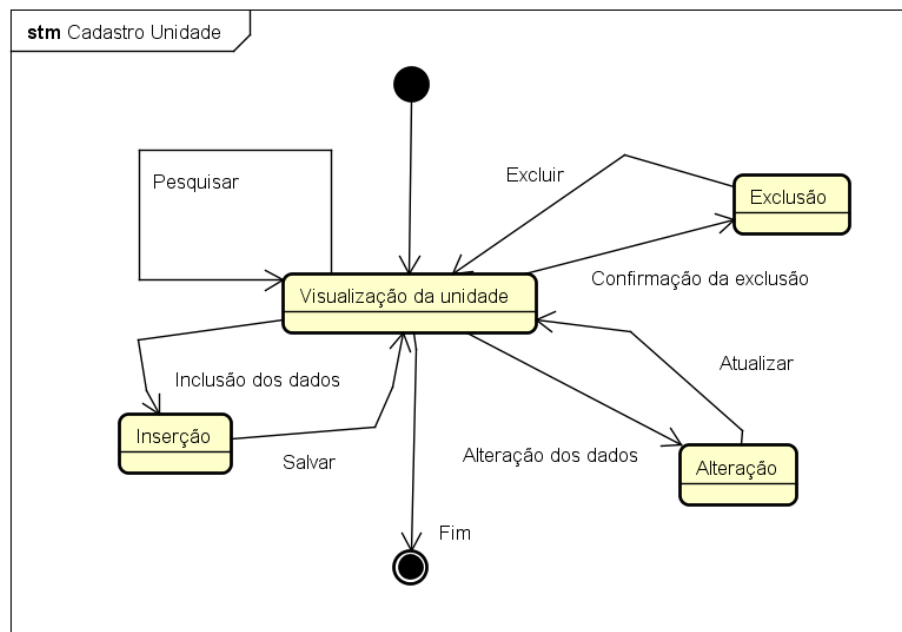 stm Cadastro Unidade
Pesquisar
Excluir
Exclusão
Confirmação da exclusão
Visualização da unidade
Inclusão dos dados
Atualizar
Inserção
Salvar
Alteração dos dados
Alteração
Fim